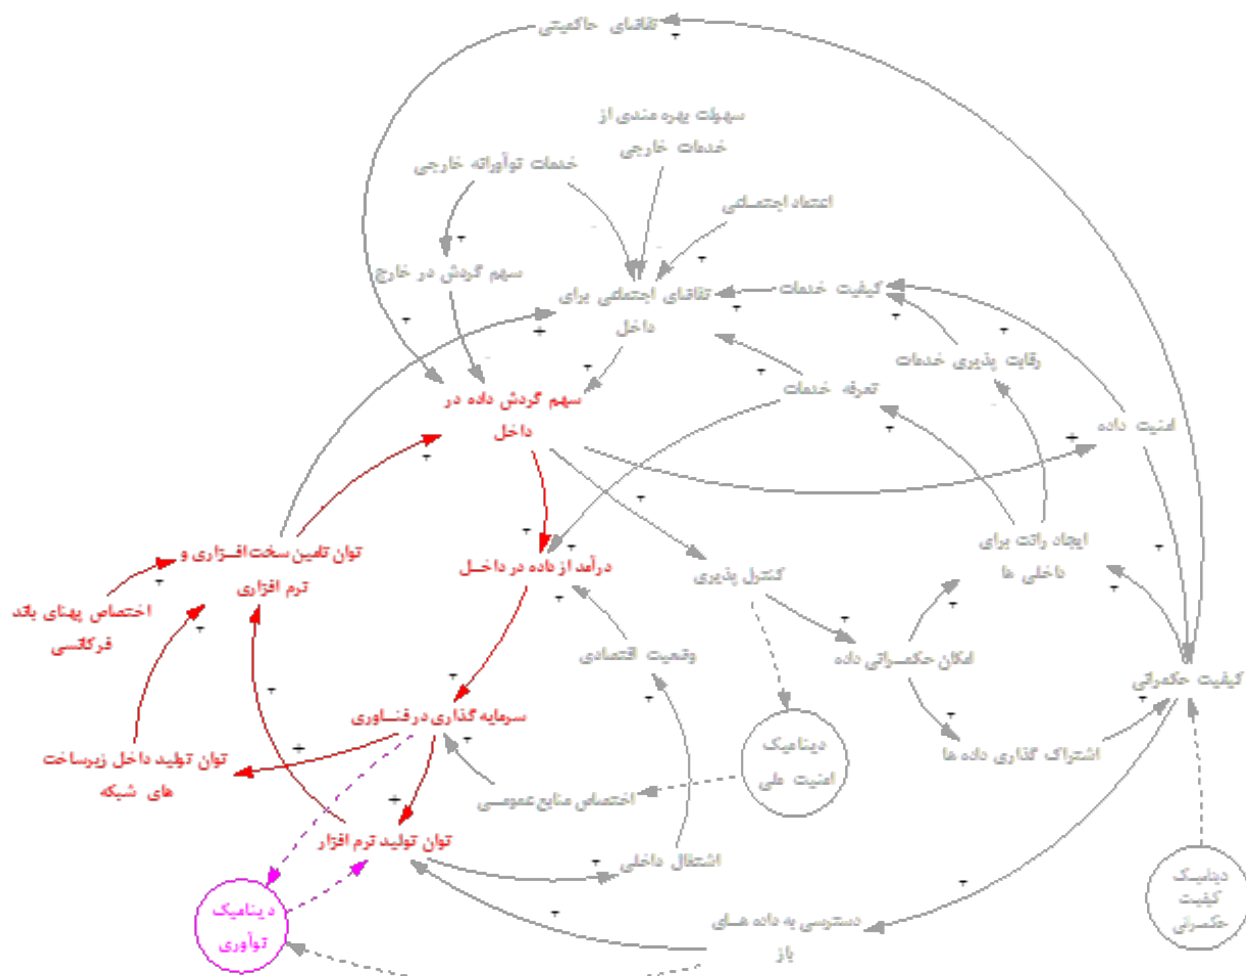 تقاضای حاکمیتی
سهولت بهره مندی از
خدمات خارجی
خدمات نوآورانه خارجی
اعتماد اجتماعی
سهم گردش در خارج
تقاضای اجتماعی برای
داخل
کیفیت خدمات
رقابت پذیری خدمات
تعرفه خدمات
سهم گردش داده در
داخل
امنیت داده
توان تامین سخت افزاری و
نرم افزاری
درآمد از داده در داخل
کنترل پذیری
ایجاد رانت برای
داخلی ها
اختصاص پهنای باند
فرکانسی
وضعیت اقتصادی
امکان حکمرانی داده
کیفیت حکمرانی
سرمایه گذاری در فناوری
توان تولید داخل زیرساخت
های شبکه
دینامیک
امنیت ملی
اشتراک گذاری داده ها
اختصاص منابع عمومی
توان تولید نرم افزار
اشتغال داخلی
دینامیک
کیفیت
حکمرانی
دینامیک
نوآوری
دسترسی به داده های
باز